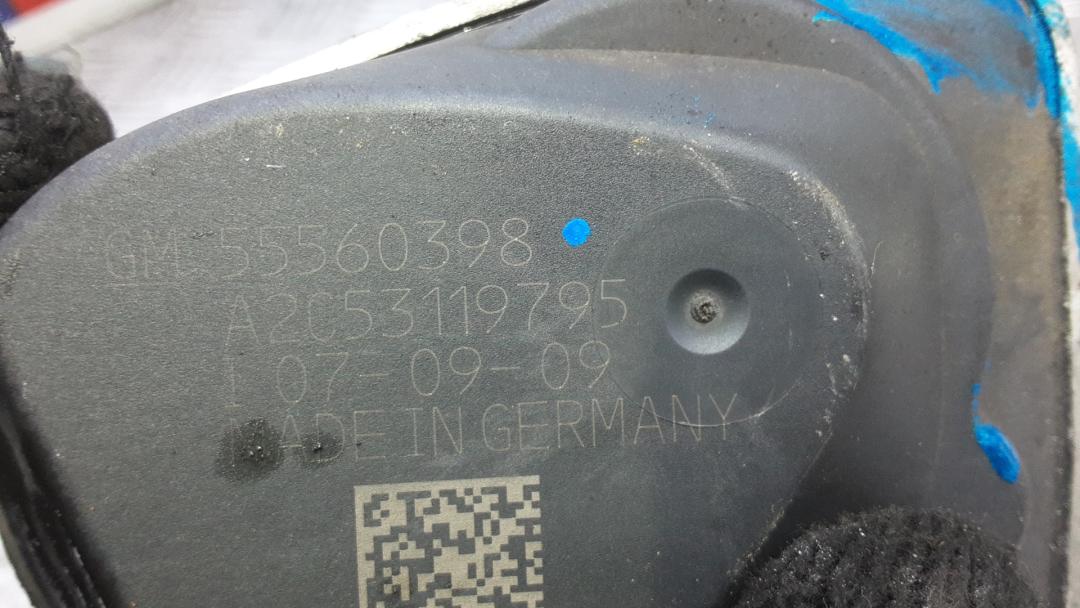 GM 55560398
A2C53119795
I 07-09-09
MADE IN GERMANY